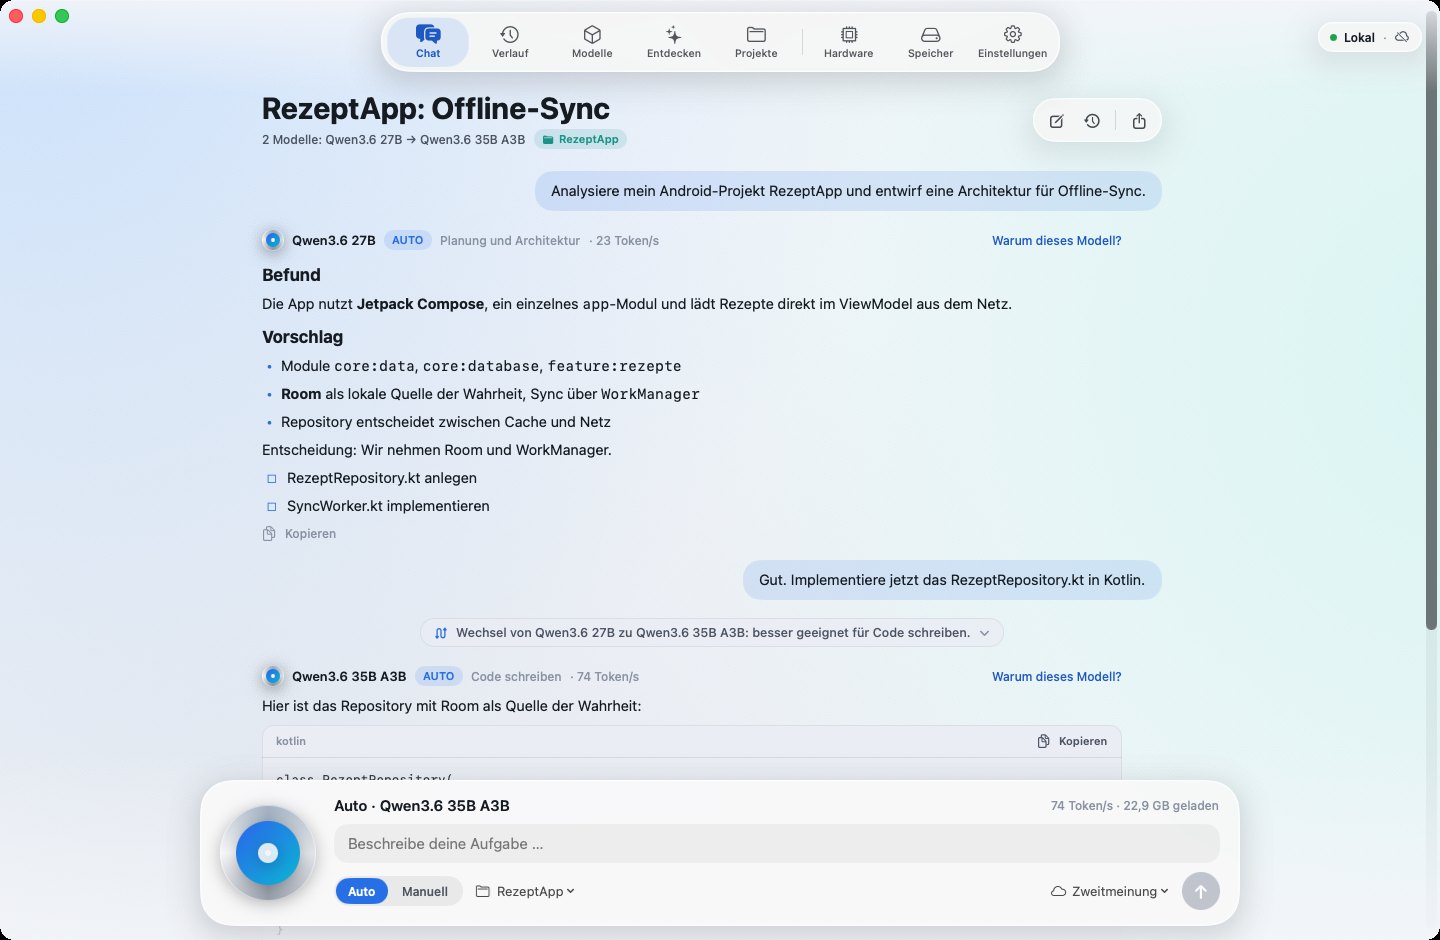 Chat
Verlauf
Modelle
Entdecken
Projekte
Hardware
Speicher
Einstellungen
Lokal ·
RezeptApp: Offline-Sync
2 Modelle: Qwen3.6 27B → Qwen3.6 35B A3B RezeptApp
Analysiere mein Android-Projekt RezeptApp und entwirf eine Architektur für Offline-Sync.
Qwen3.6 27B AUTO Planung und Architektur · 23 Token/s Warum dieses Modell?
Befund
Die App nutzt Jetpack Compose, ein einzelnes app-Modul und lädt Rezepte direkt im ViewModel aus dem Netz.
Vorschlag
• Module core:data, core:database, feature:rezepte
• Room als lokale Quelle der Wahrheit, Sync über WorkManager
• Repository entscheidet zwischen Cache und Netz
Entscheidung: Wir nehmen Room und WorkManager.
☐ RezeptRepository.kt anlegen
☐ SyncWorker.kt implementieren
Kopieren
Gut. Implementiere jetzt das RezeptRepository.kt in Kotlin.
Wechsel von Qwen3.6 27B zu Qwen3.6 35B A3B: besser geeignet für Code schreiben.
Qwen3.6 35B A3B AUTO Code schreiben · 74 Token/s Warum dieses Modell?
Hier ist das Repository mit Room als Quelle der Wahrheit:
kotlin Kopieren
class RezeptRepository(
Auto · Qwen3.6 35B A3B 74 Token/s · 22,9 GB geladen
Beschreibe deine Aufgabe ...
Auto Manuell RezeptApp Zweitmeinung
}